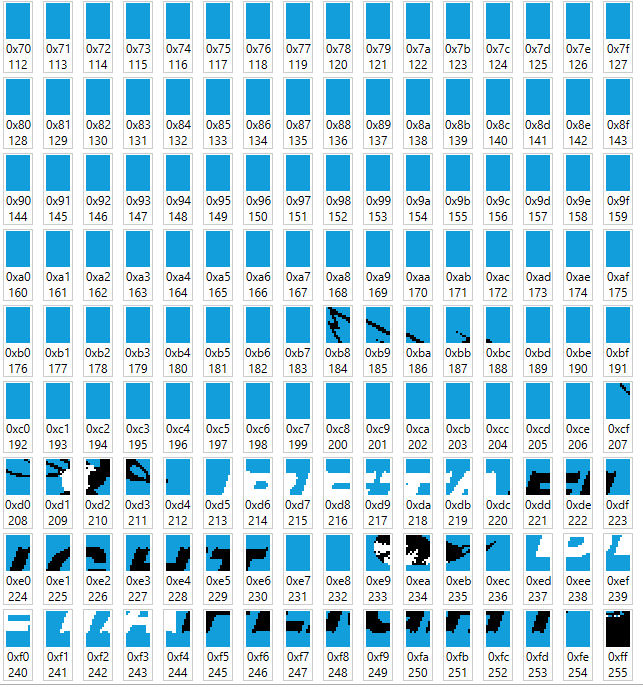 0x70 0x71 0x72 0x73 0x74 0x75 0x76 0x77 0x78 0x79 0x7a 0x7b 0x7c 0x7d 0x7e 0x7f
112 113 114 115 116 117 118 119 120 121 122 123 124 125 126 127
0x80 0x81 0x82 0x83 0x84 0x85 0x86 0x87 0x88 0x89 0x8a 0x8b 0x8c 0x8d 0x8e 0x8f
128 129 130 131 132 133 134 135 136 137 138 139 140 141 142 143
0x90 0x91 0x92 0x93 0x94 0x95 0x96 0x97 0x98 0x99 0x9a 0x9b 0x9c 0x9d 0x9e 0x9f
144 145 146 147 148 149 150 151 152 153 154 155 156 157 158 159
0xa0 0xa1 0xa2 0xa3 0xa4 0xa5 0xa6 0xa7 0xa8 0xa9 0xaa 0xab 0xac 0xad 0xae 0xaf
160 161 162 163 164 165 166 167 168 169 170 171 172 173 174 175
0xb0 0xb1 0xb2 0xb3 0xb4 0xb5 0xb6 0xb7 0xb8 0xb9 0xba 0xbb 0xbc 0xbd 0xbe 0xbf
176 177 178 179 180 181 182 183 184 185 186 187 188 189 190 191
0xc0 0xc1 0xc2 0xc3 0xc4 0xc5 0xc6 0xc7 0xc8 0xc9 0xca 0xcb 0xcc 0xcd 0xce 0xcf
192 193 194 195 196 197 198 199 200 201 202 203 204 205 206 207
0xd0 0xd1 0xd2 0xd3 0xd4 0xd5 0xd6 0xd7 0xd8 0xd9 0xda 0xdb 0xdc 0xdd 0xde 0xdf
208 209 210 211 212 213 214 215 216 217 218 219 220 221 222 223
0xe0 0xe1 0xe2 0xe3 0xe4 0xe5 0xe6 0xe7 0xe8 0xe9 0xea 0xeb 0xec 0xed 0xee 0xef
224 225 226 227 228 229 230 231 232 233 234 235 236 237 238 239
0xf0 0xf1 0xf2 0xf3 0xf4 0xf5 0xf6 0xf7 0xf8 0xf9 0xfa 0xfb 0xfc 0xfd 0xfe 0xff
240 241 242 243 244 245 246 247 248 249 250 251 252 253 254 255